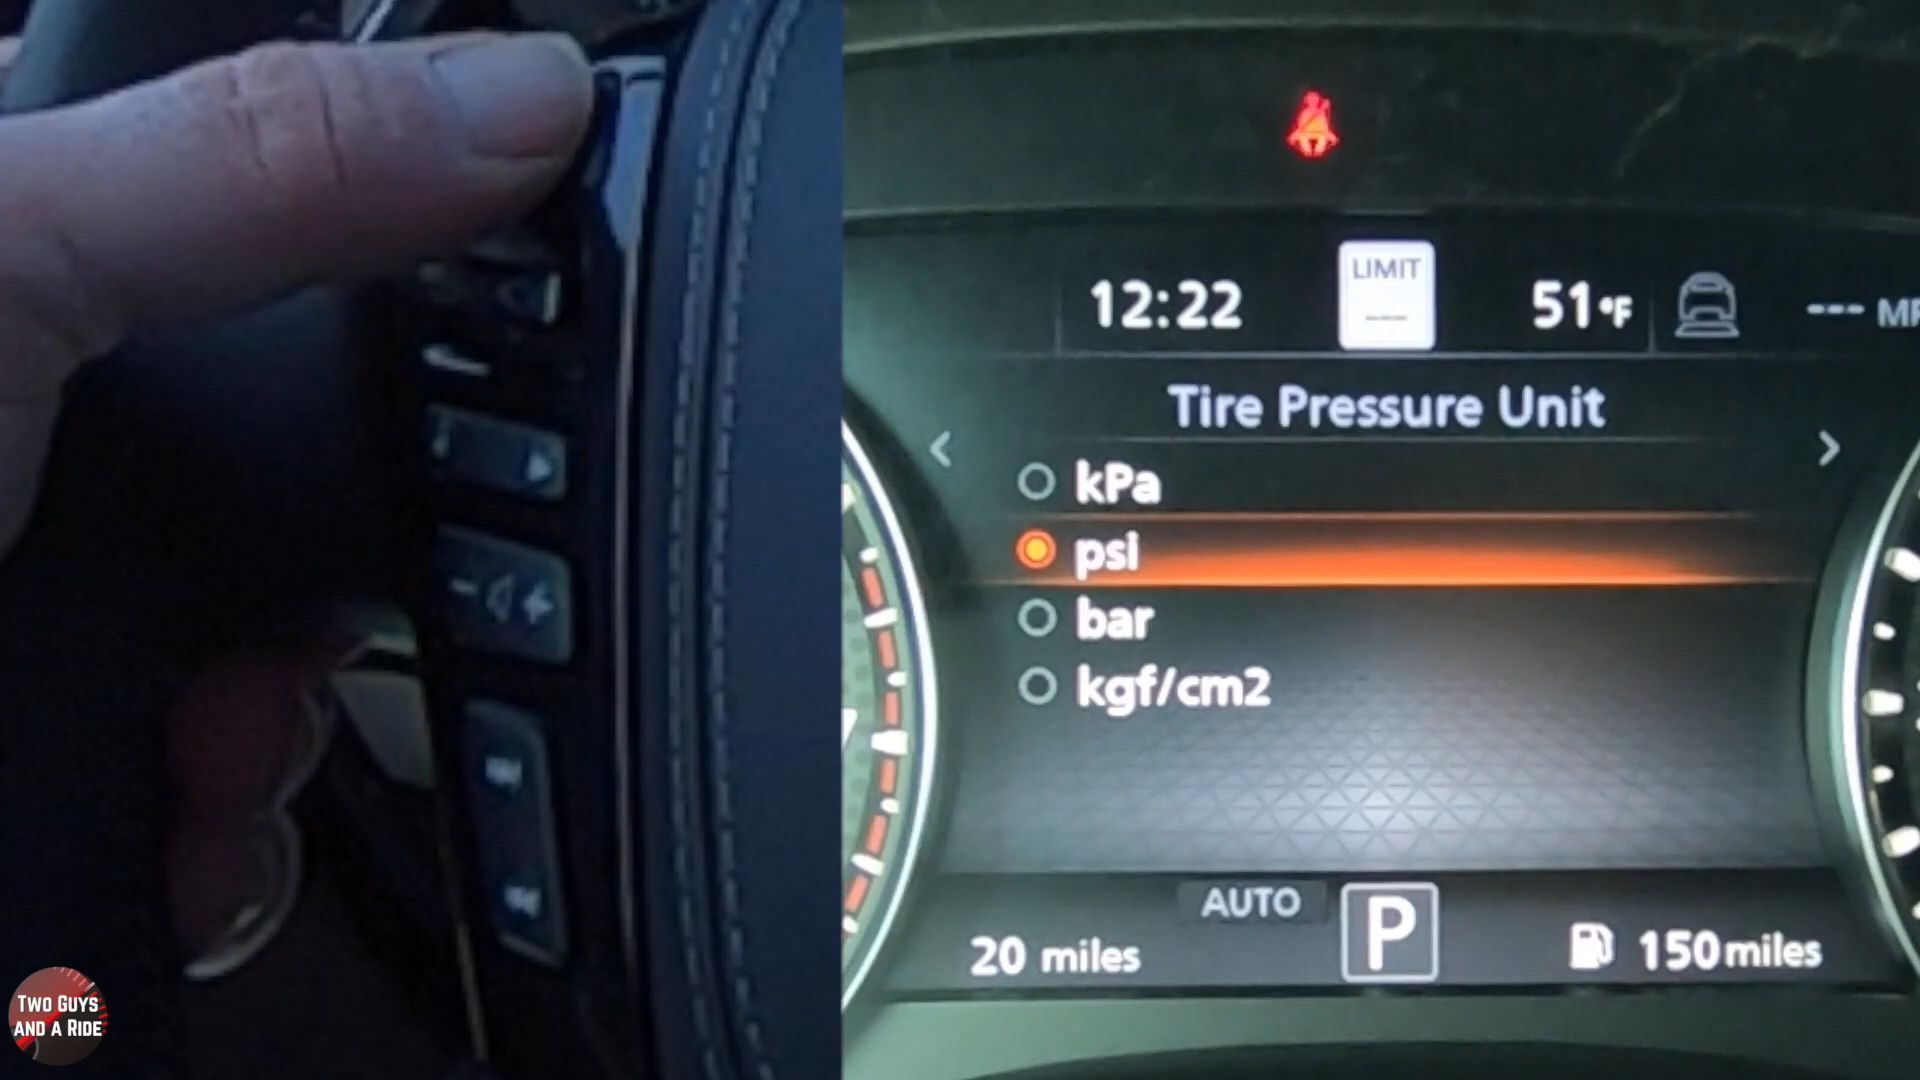 12:22
LIMIT
---
51°F
---
Tire Pressure Unit
kPa
psi
bar
kgf/cm2
AUTO
P
20 miles
150 miles
TWO GUYS
AND A RIDE